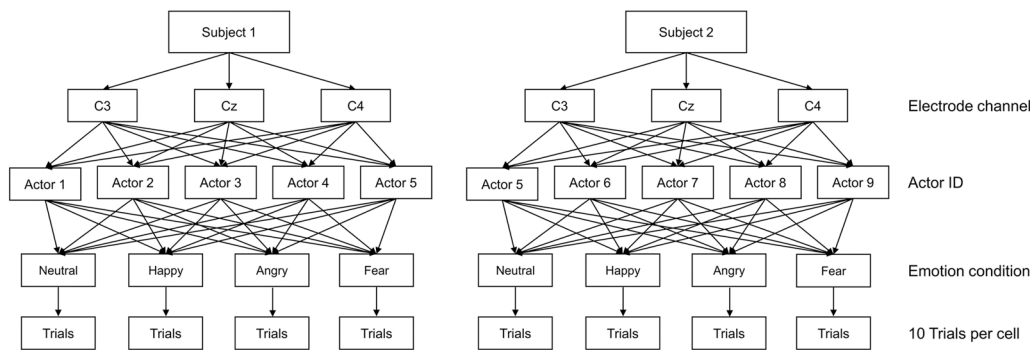 Subject 1
Subject 2
C3 Cz C4 C3 Cz C4 Electrode channel
Actor 1 Actor 2 Actor 3 Actor 4 Actor 5 Actor 5 Actor 6 Actor 7 Actor 8 Actor 9 Actor ID
Neutral Happy Angry Fear Neutral Happy Angry Fear Emotion condition
Trials Trials Trials Trials Trials Trials Trials Trials 10 Trials per cell